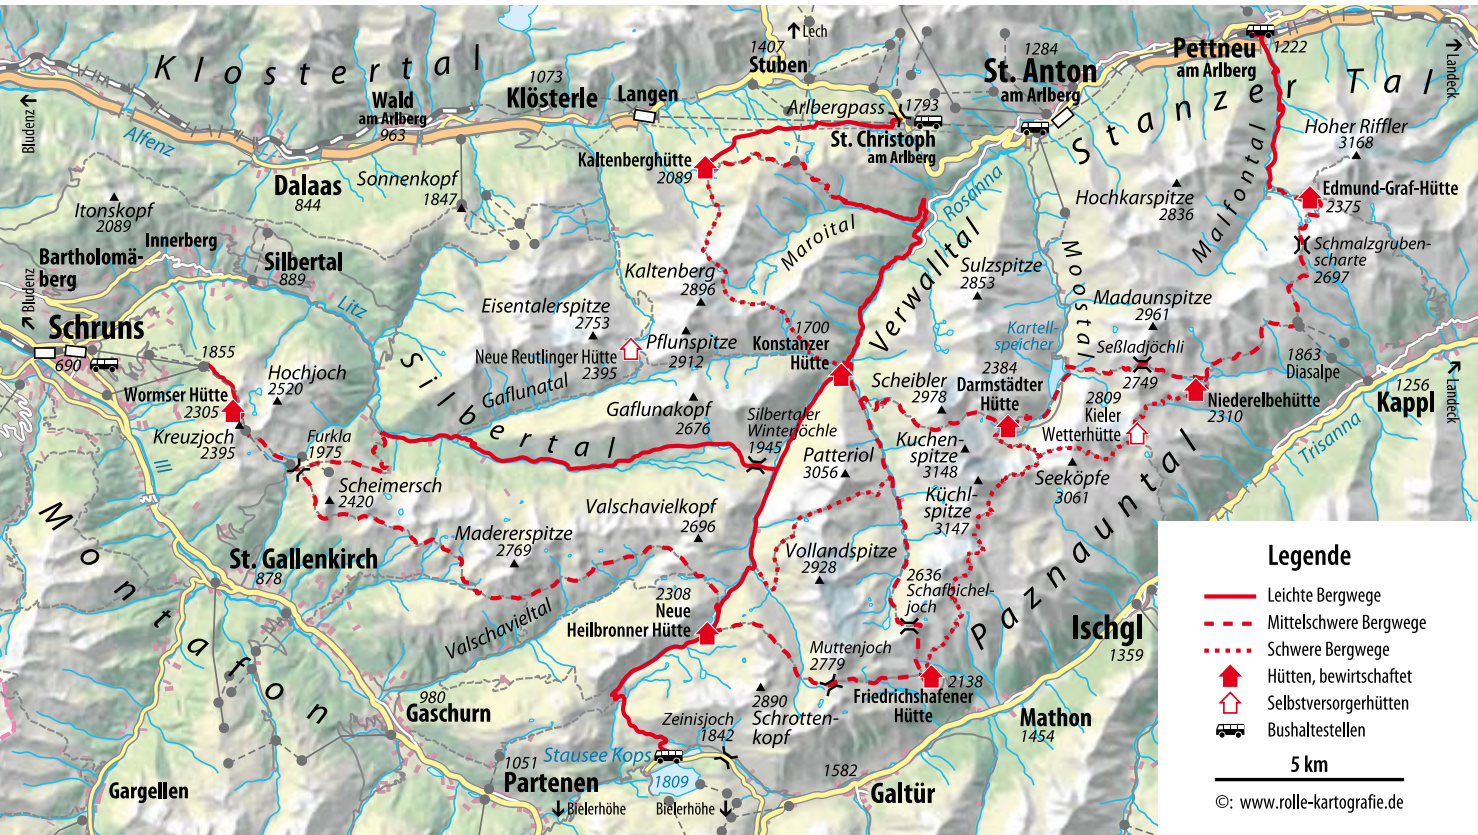 Klostertal
Bludenz
Alfenz
Wald
am Arlberg
963
1073
Klösterle
Langen
1407
Stuben
Lech
Arlbergpass
1793
St. Christoph
am Arlberg
1284
St. Anton
am Arlberg
Pettneu
am Arlberg
1222
Landeck
Stanzer Tal
Hoher Riffler
3168
Edmund-Graf-Hütte
2375
Hochkarspitze
2836
Malfontal
Schmalzgruben-
scharte
2697
Rosanna
Kaltenberghütte
2089
Dalaas
844
Sonnenkopf
1847
Itonskopf
2089
Innerberg
Bartholomä-
berg
Bludenz
Silbertal
889
Litz
Schruns
690
Maroital
Kaltenberg
2896
Eisentalerspitze
2753
Pflunspitze
2912
Neue Reutlinger Hütte
2395
Gaflunatal
Silbertal
1700
Konstanzer
Hütte
Verwalltal
Sulzspitze
2853
Moostal
Kartell-
speicher
Madaunspitze
2961
Seßladjöchli
2749
1863
Diasalpe
1256
Kappl
Landeck
Trisanna
Niederelbehütte
2310
2384
Darmstädter
Hütte
2809
Kieler
Wetterhütte
Scheibler
2978
Kuchen-
spitze
3148
Küchl-
spitze
3147
Seeköpfe
3061
Paznauntal
1855
Wormser Hütte
2305
Hochjoch
2520
Kreuzjoch
2395
Furkla
1975
Scheimersch
2420
Ill
Montafon
Gaflunakopf
2676
Silbertaler
Winterjöchle
1945
Patteriol
3056
Valschavielkopf
2696
Madererspitze
2769
Vollandspitze
2928
2636
Schafbichel-
joch
St. Gallenkirch
878
Valschavieltal
2308
Neue
Heilbronner Hütte
Muttenjoch
2779
2138
Friedrichshafener
Hütte
2890
Schrotten-
kopf
Ischgl
1359
Mathon
1454
980
Gaschurn
Zeinisjoch
1842
Stausee Kops
1809
1051
Partenen
Bielerhöhe
Bielerhöhe
1582
Galtür
Gargellen
Legende
Leichte Bergwege
Mittelschwere Bergwege
Schwere Bergwege
Hütten, bewirtschaftet
Selbstversorgerhütten
Bushaltestellen
5 km
©: www.rolle-kartografie.de